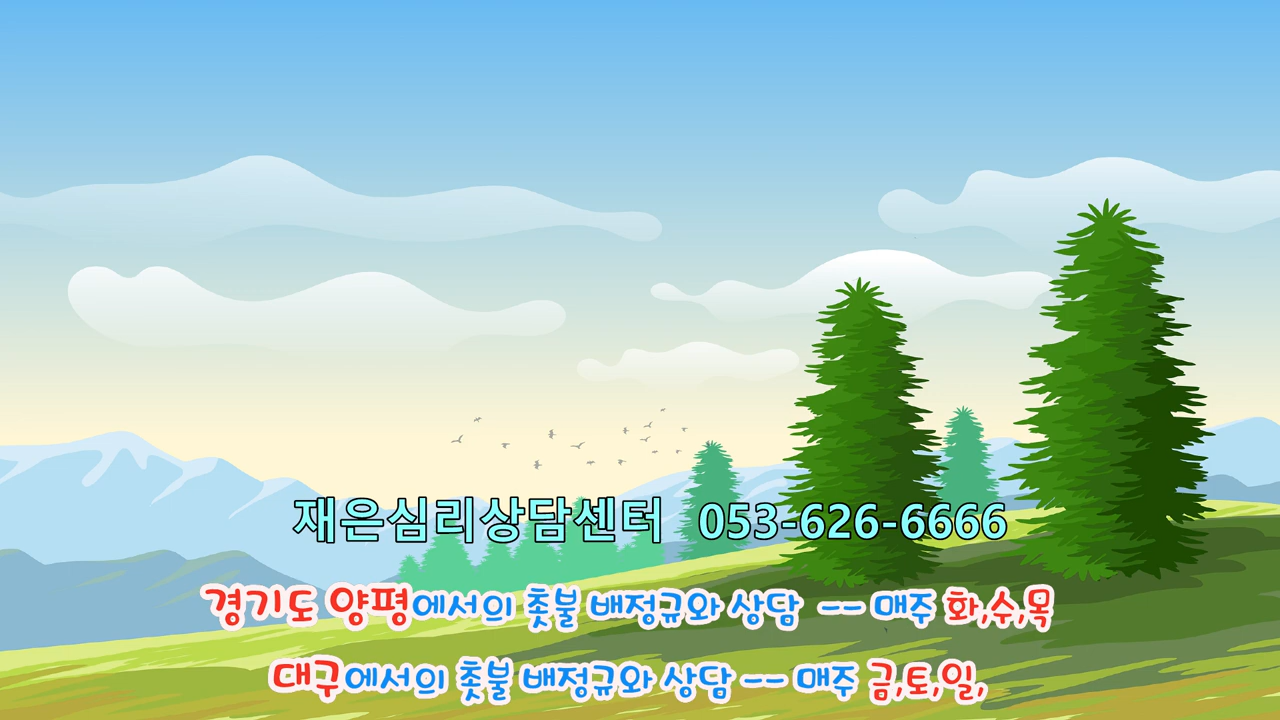 재은심리상담센터 053-626-6666
경기도 양평에서의 촛불 배정규와 상담 -- 매주 화,수,목
대구에서의 촛불 배정규와 상담 -- 매주 금,토,일,